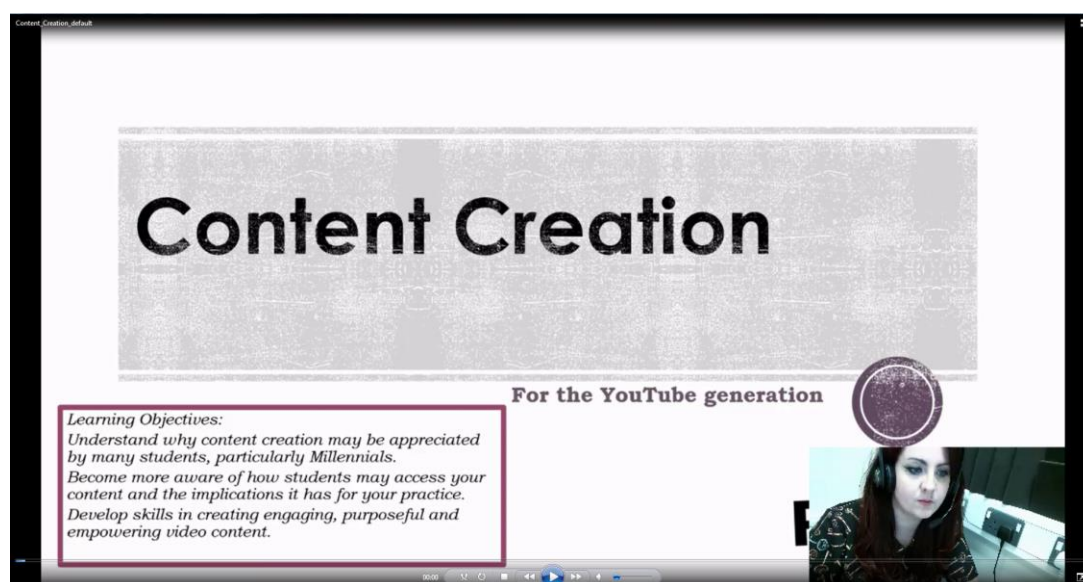 Content_Creation_default
Content Creation
For the YouTube generation
Learning Objectives:
Understand why content creation may be appreciated
by many students, particularly Millennials.
Become more aware of how students may access your
content and the implications it has for your practice.
Develop skills in creating engaging, purposeful and
empowering video content.
00:00